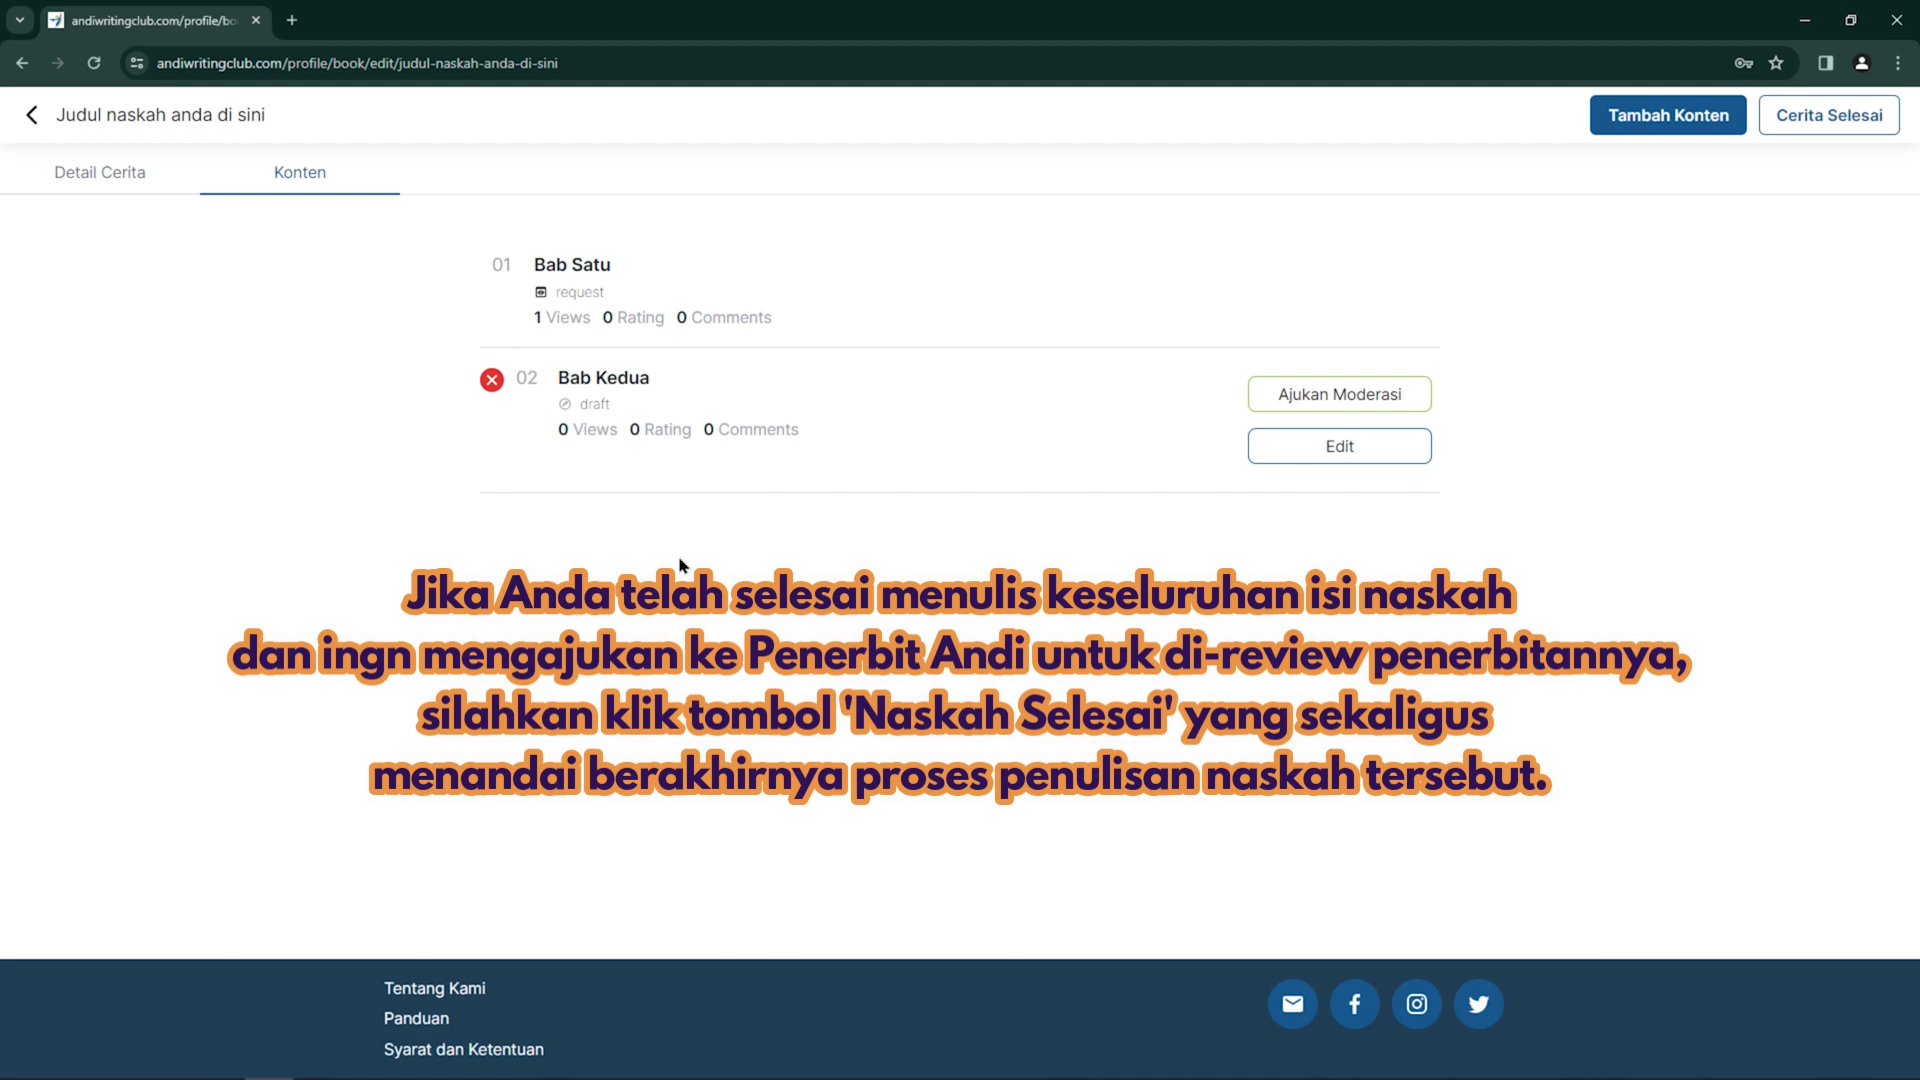 andiwritingclub.com/profile/bo
andiwritingclub.com/profile/book/edit/judul-naskah-anda-di-sini
Judul naskah anda di sini
Tambah Konten
Cerita Selesai
Detail Cerita
Konten
01 Bab Satu
request
1 Views 0 Rating 0 Comments
02 Bab Kedua
draft
0 Views 0 Rating 0 Comments
Ajukan Moderasi
Edit
Jika Anda telah selesai menulis keseluruhan isi naskah
dan ingn mengajukan ke Penerbit Andi untuk di-review penerbitannya,
silahkan klik tombol 'Naskah Selesai' yang sekaligus
menandai berakhirnya proses penulisan naskah tersebut.
Tentang Kami
Panduan
Syarat dan Ketentuan